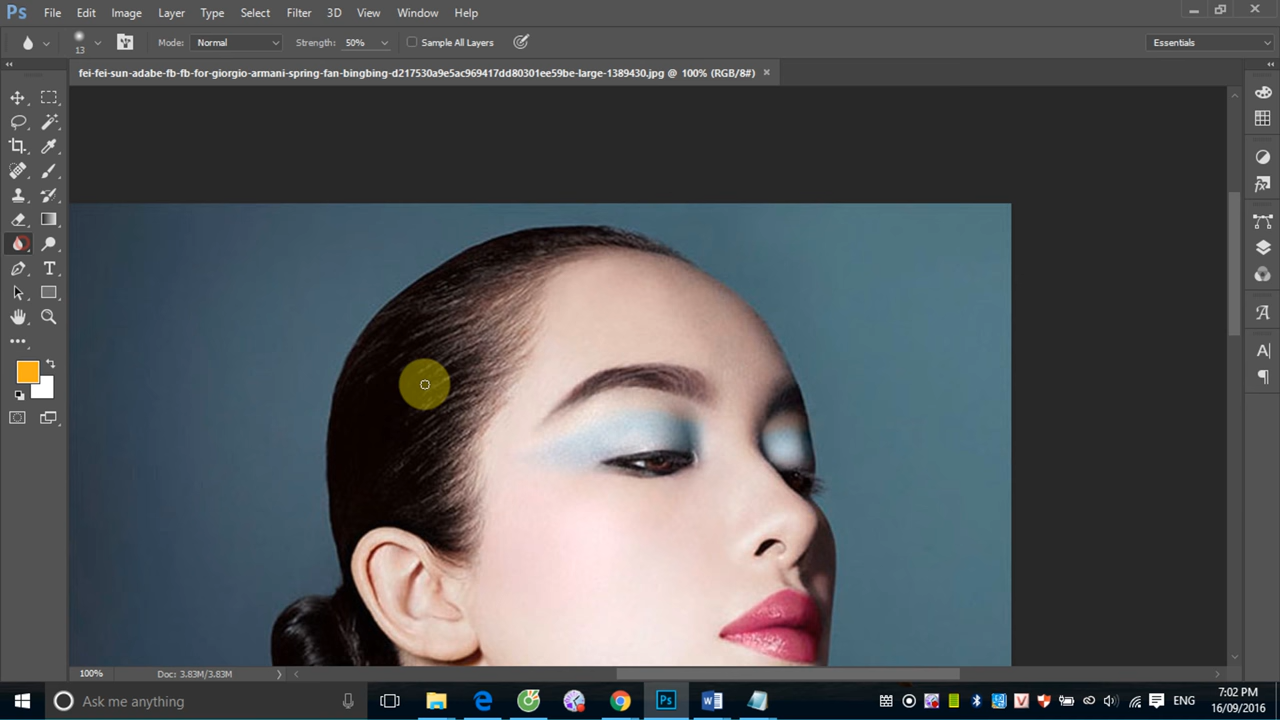 Ps File Edit Image Layer Type Select Filter 3D View Window Help
13 Mode: Normal Strength: 50% Sample All Layers Essentials
fei-fei-sun-adabe-fb-fb-for-giorgio-armani-spring-fan-bingbing-d217530a9e5ac969417dd80301ee59be-large-1389430.jpg @ 100% (RGB/8#) ×
100% Doc: 3.83M/3.83M
Ask me anything Ps ENG 7:02 PM
16/09/2016